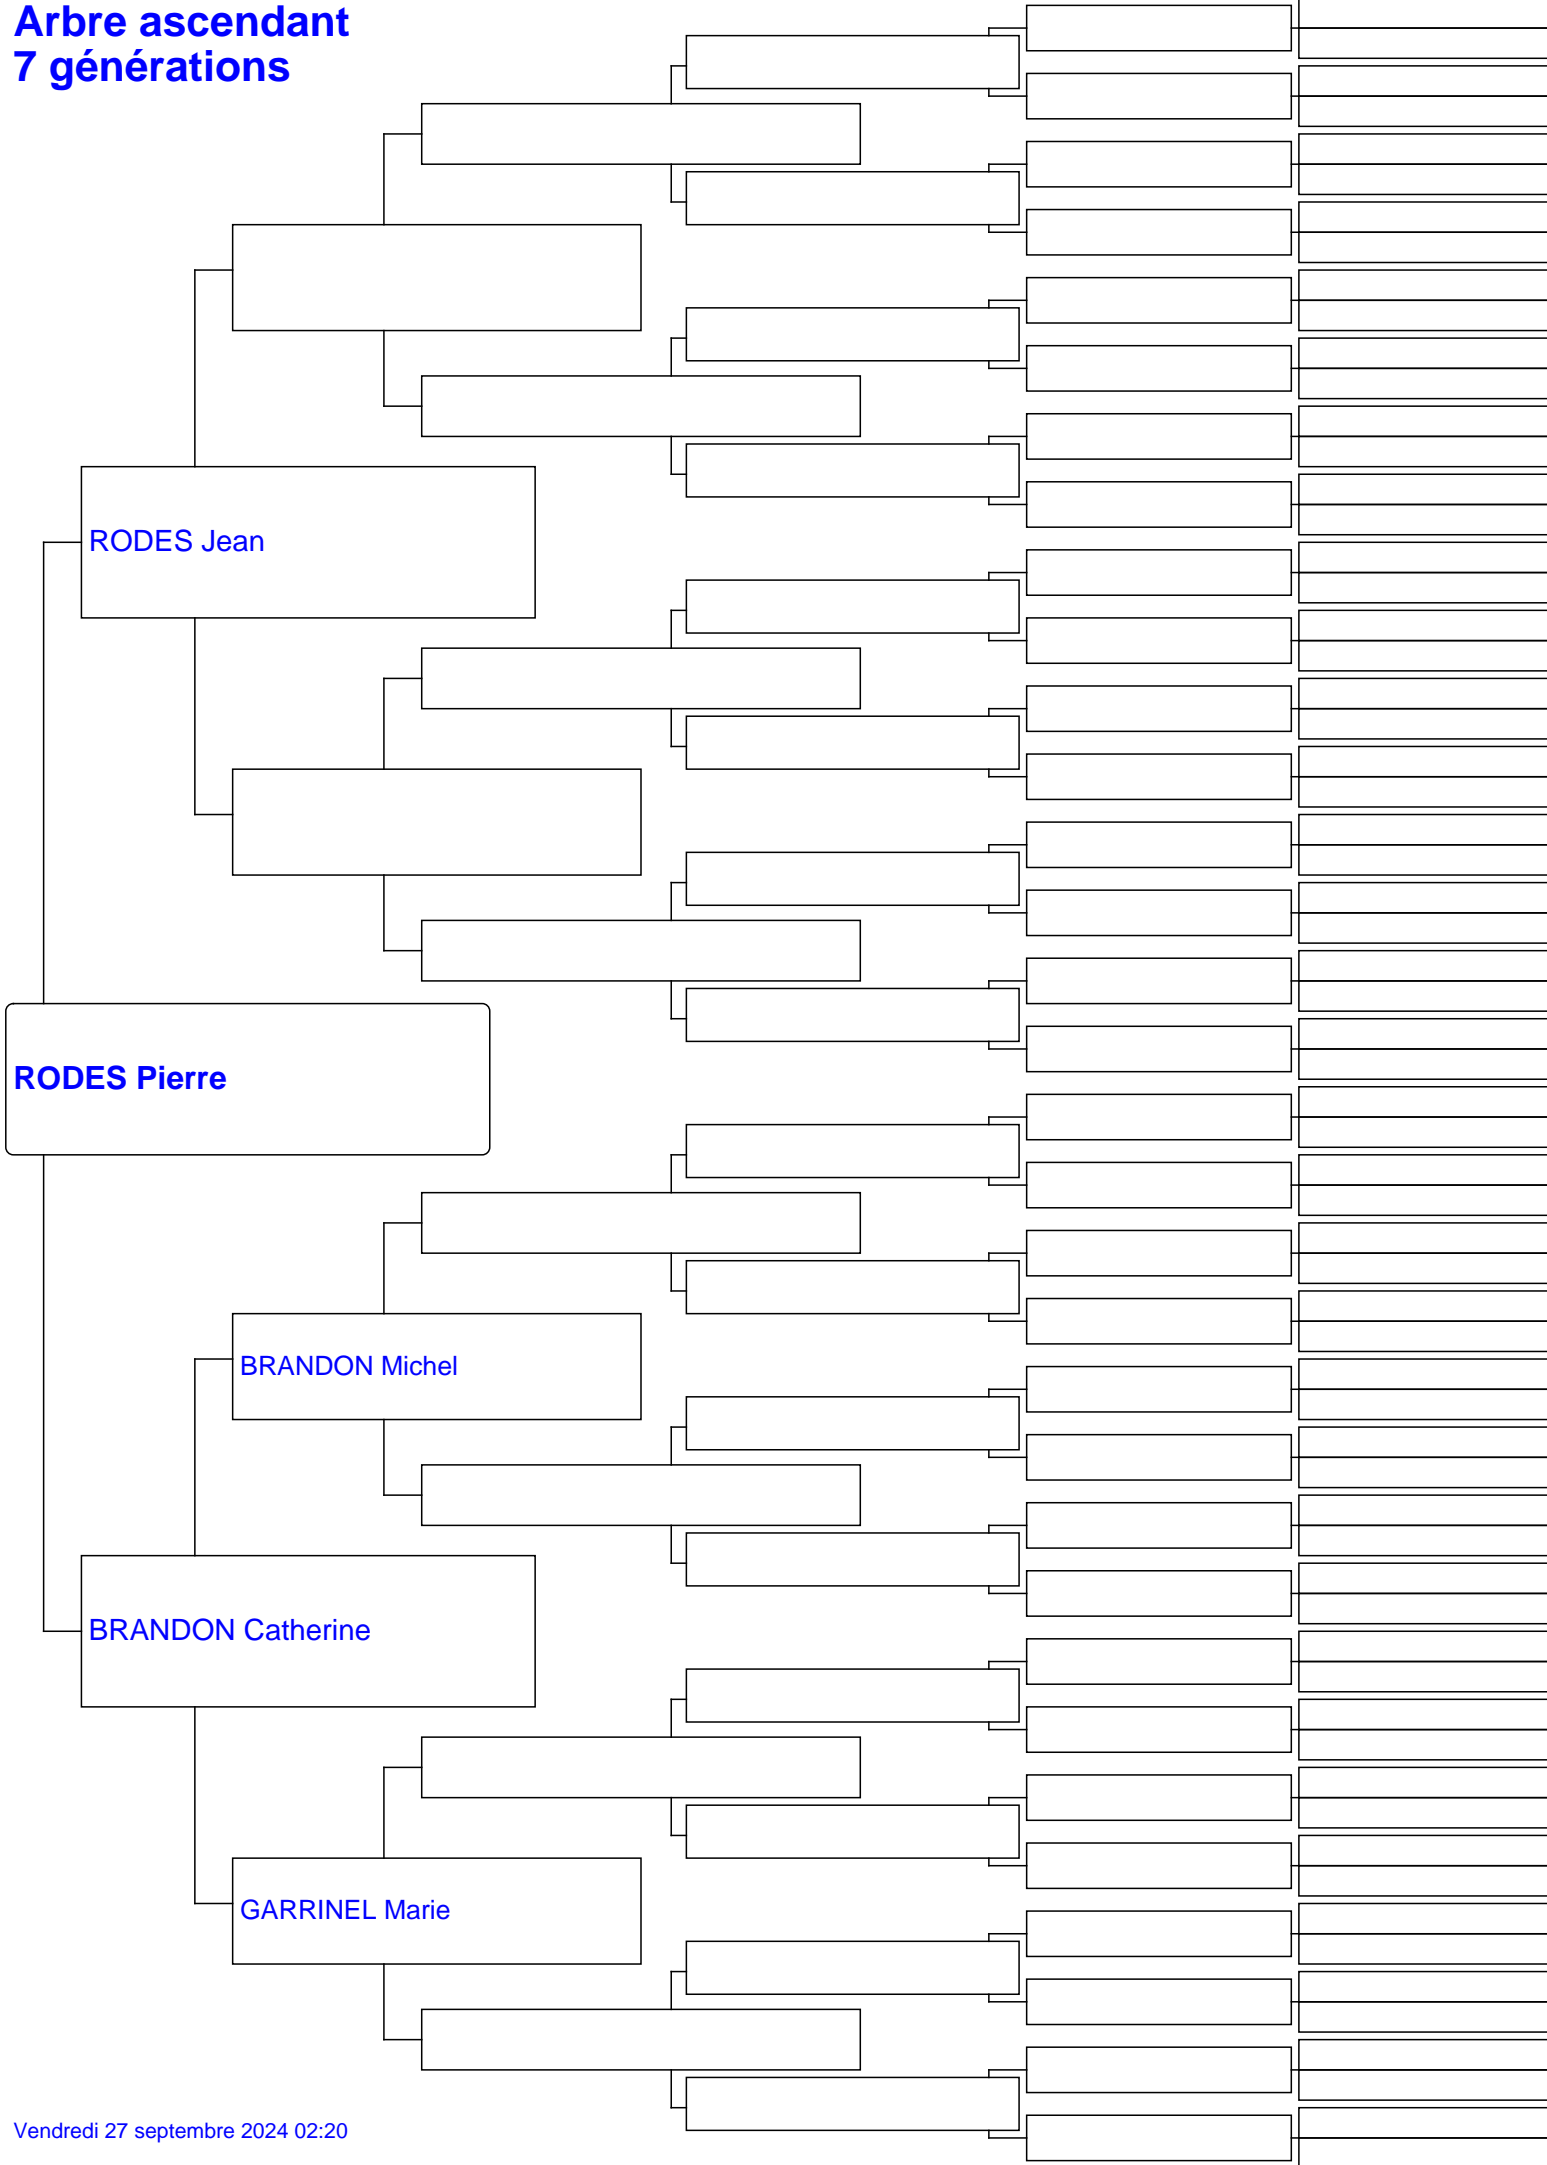 Arbre ascendant
7 générations
RODES Jean
RODES Pierre
BRANDON Michel
BRANDON Catherine
GARRINEL Marie
Vendredi 27 septembre 2024 02:20